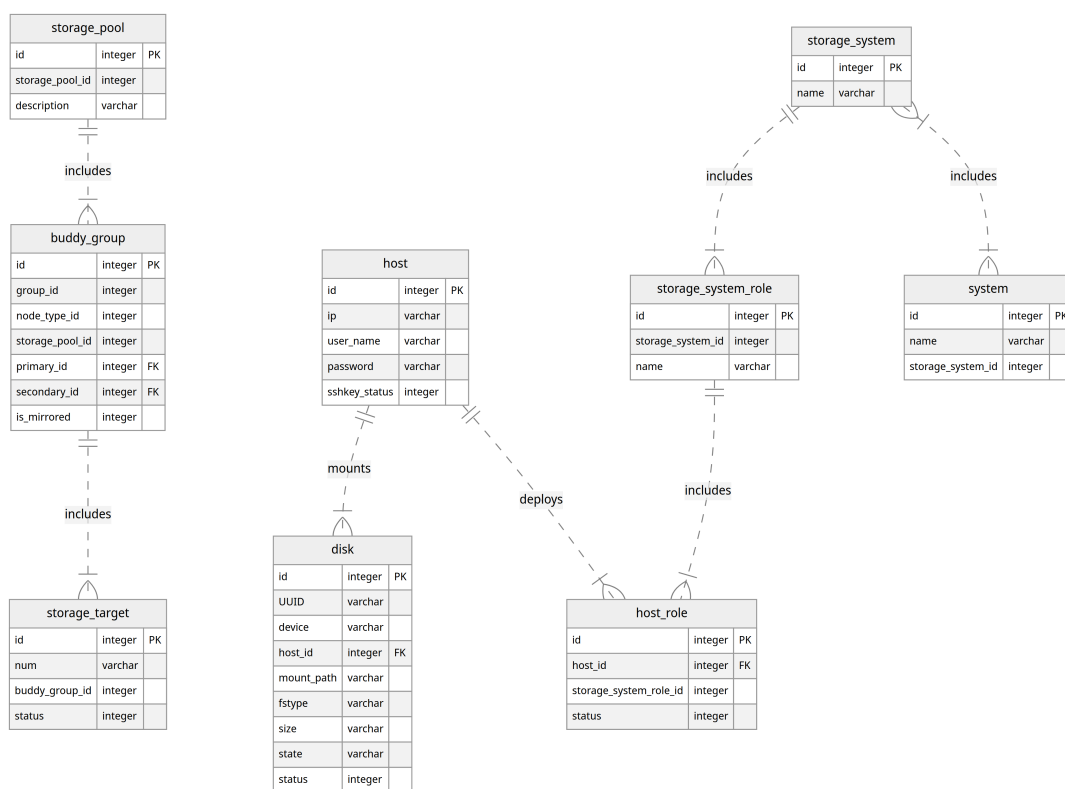 storage_pool
id integer PK
storage_pool_id integer
description varchar
includes
buddy_group
id integer PK
group_id integer
node_type_id integer
storage_pool_id integer
primary_id integer FK
secondary_id integer FK
is_mirrored integer
includes
storage_target
id integer PK
num varchar
buddy_group_id integer
status integer
host
id integer PK
ip varchar
user_name varchar
password varchar
sshkey_status integer
mounts
deploys
disk
id integer PK
UUID varchar
device varchar
host_id integer FK
mount_path varchar
fstype varchar
size varchar
state varchar
status integer
storage_system
id integer PK
name varchar
includes
includes
storage_system_role
id integer PK
storage_system_id integer
name varchar
system
id integer PK
name varchar
storage_system_id integer
includes
host_role
id integer PK
host_id integer FK
storage_system_role_id integer
status integer